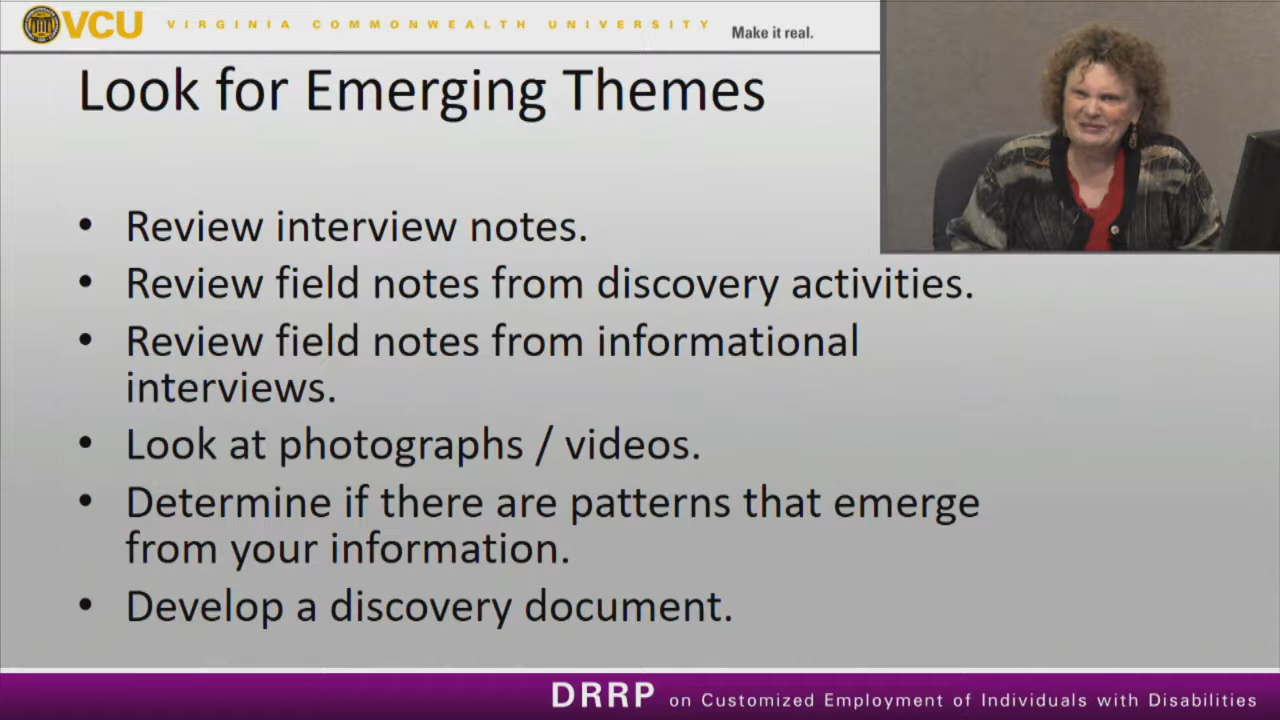 VCU VIRGINIA COMMONWEALTH UNIVERSITY Make it real.
Look for Emerging Themes
• Review interview notes.
• Review field notes from discovery activities.
• Review field notes from informational
interviews.
• Look at photographs / videos.
• Determine if there are patterns that emerge
from your information.
• Develop a discovery document.
DRRP on Customized Employment of Individuals with Disabilities